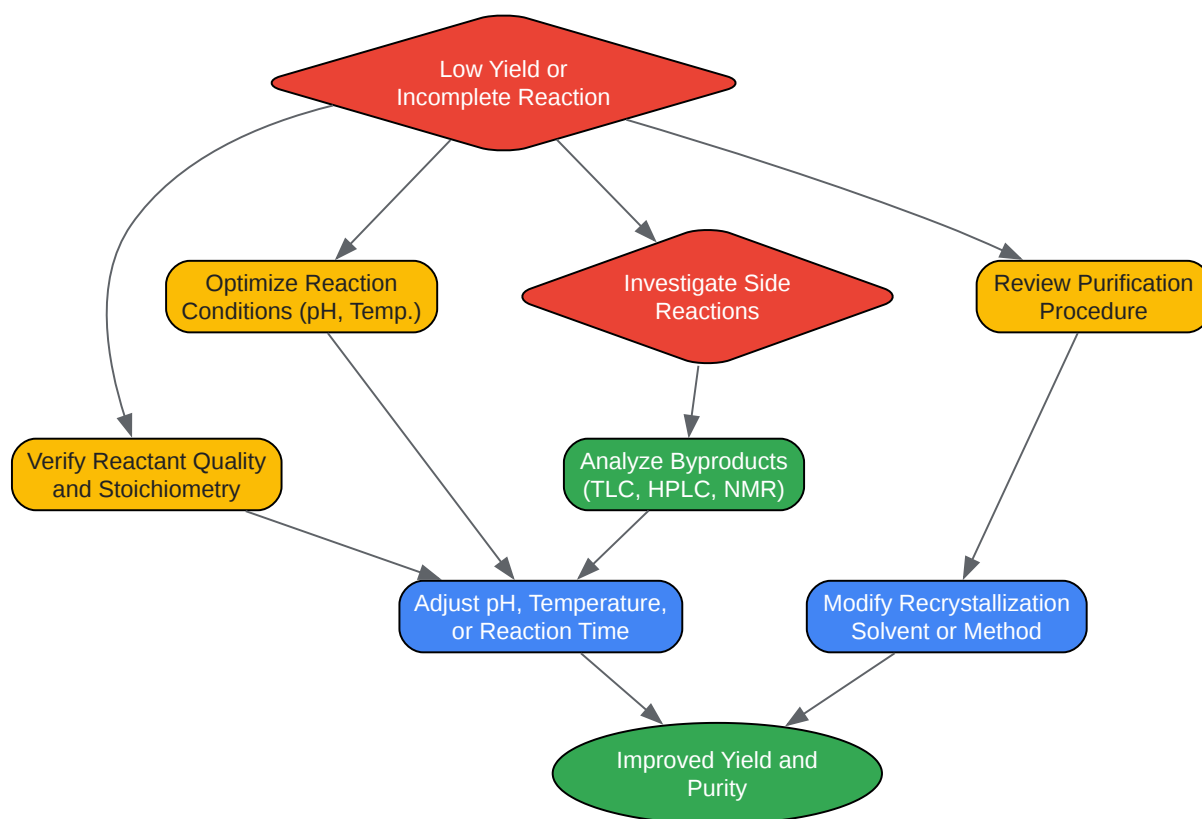 Low Yield or
Incomplete Reaction
Optimize Reaction
Conditions (pH, Temp.)
Investigate Side
Reactions
Review Purification
Procedure
Verify Reactant Quality
and Stoichiometry
Analyze Byproducts
(TLC, HPLC, NMR)
Adjust pH, Temperature,
or Reaction Time
Modify Recrystallization
Solvent or Method
Improved Yield and
Purity